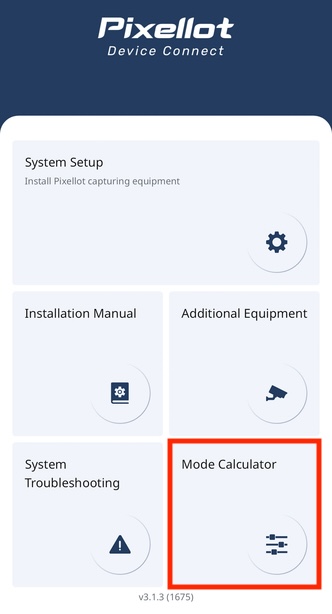 Pixellot
Device Connect
System Setup
Install Pixellot capturing equipment
Installation Manual
Additional Equipment
System
Troubleshooting
Mode Calculator
v3.1.3 (1675)